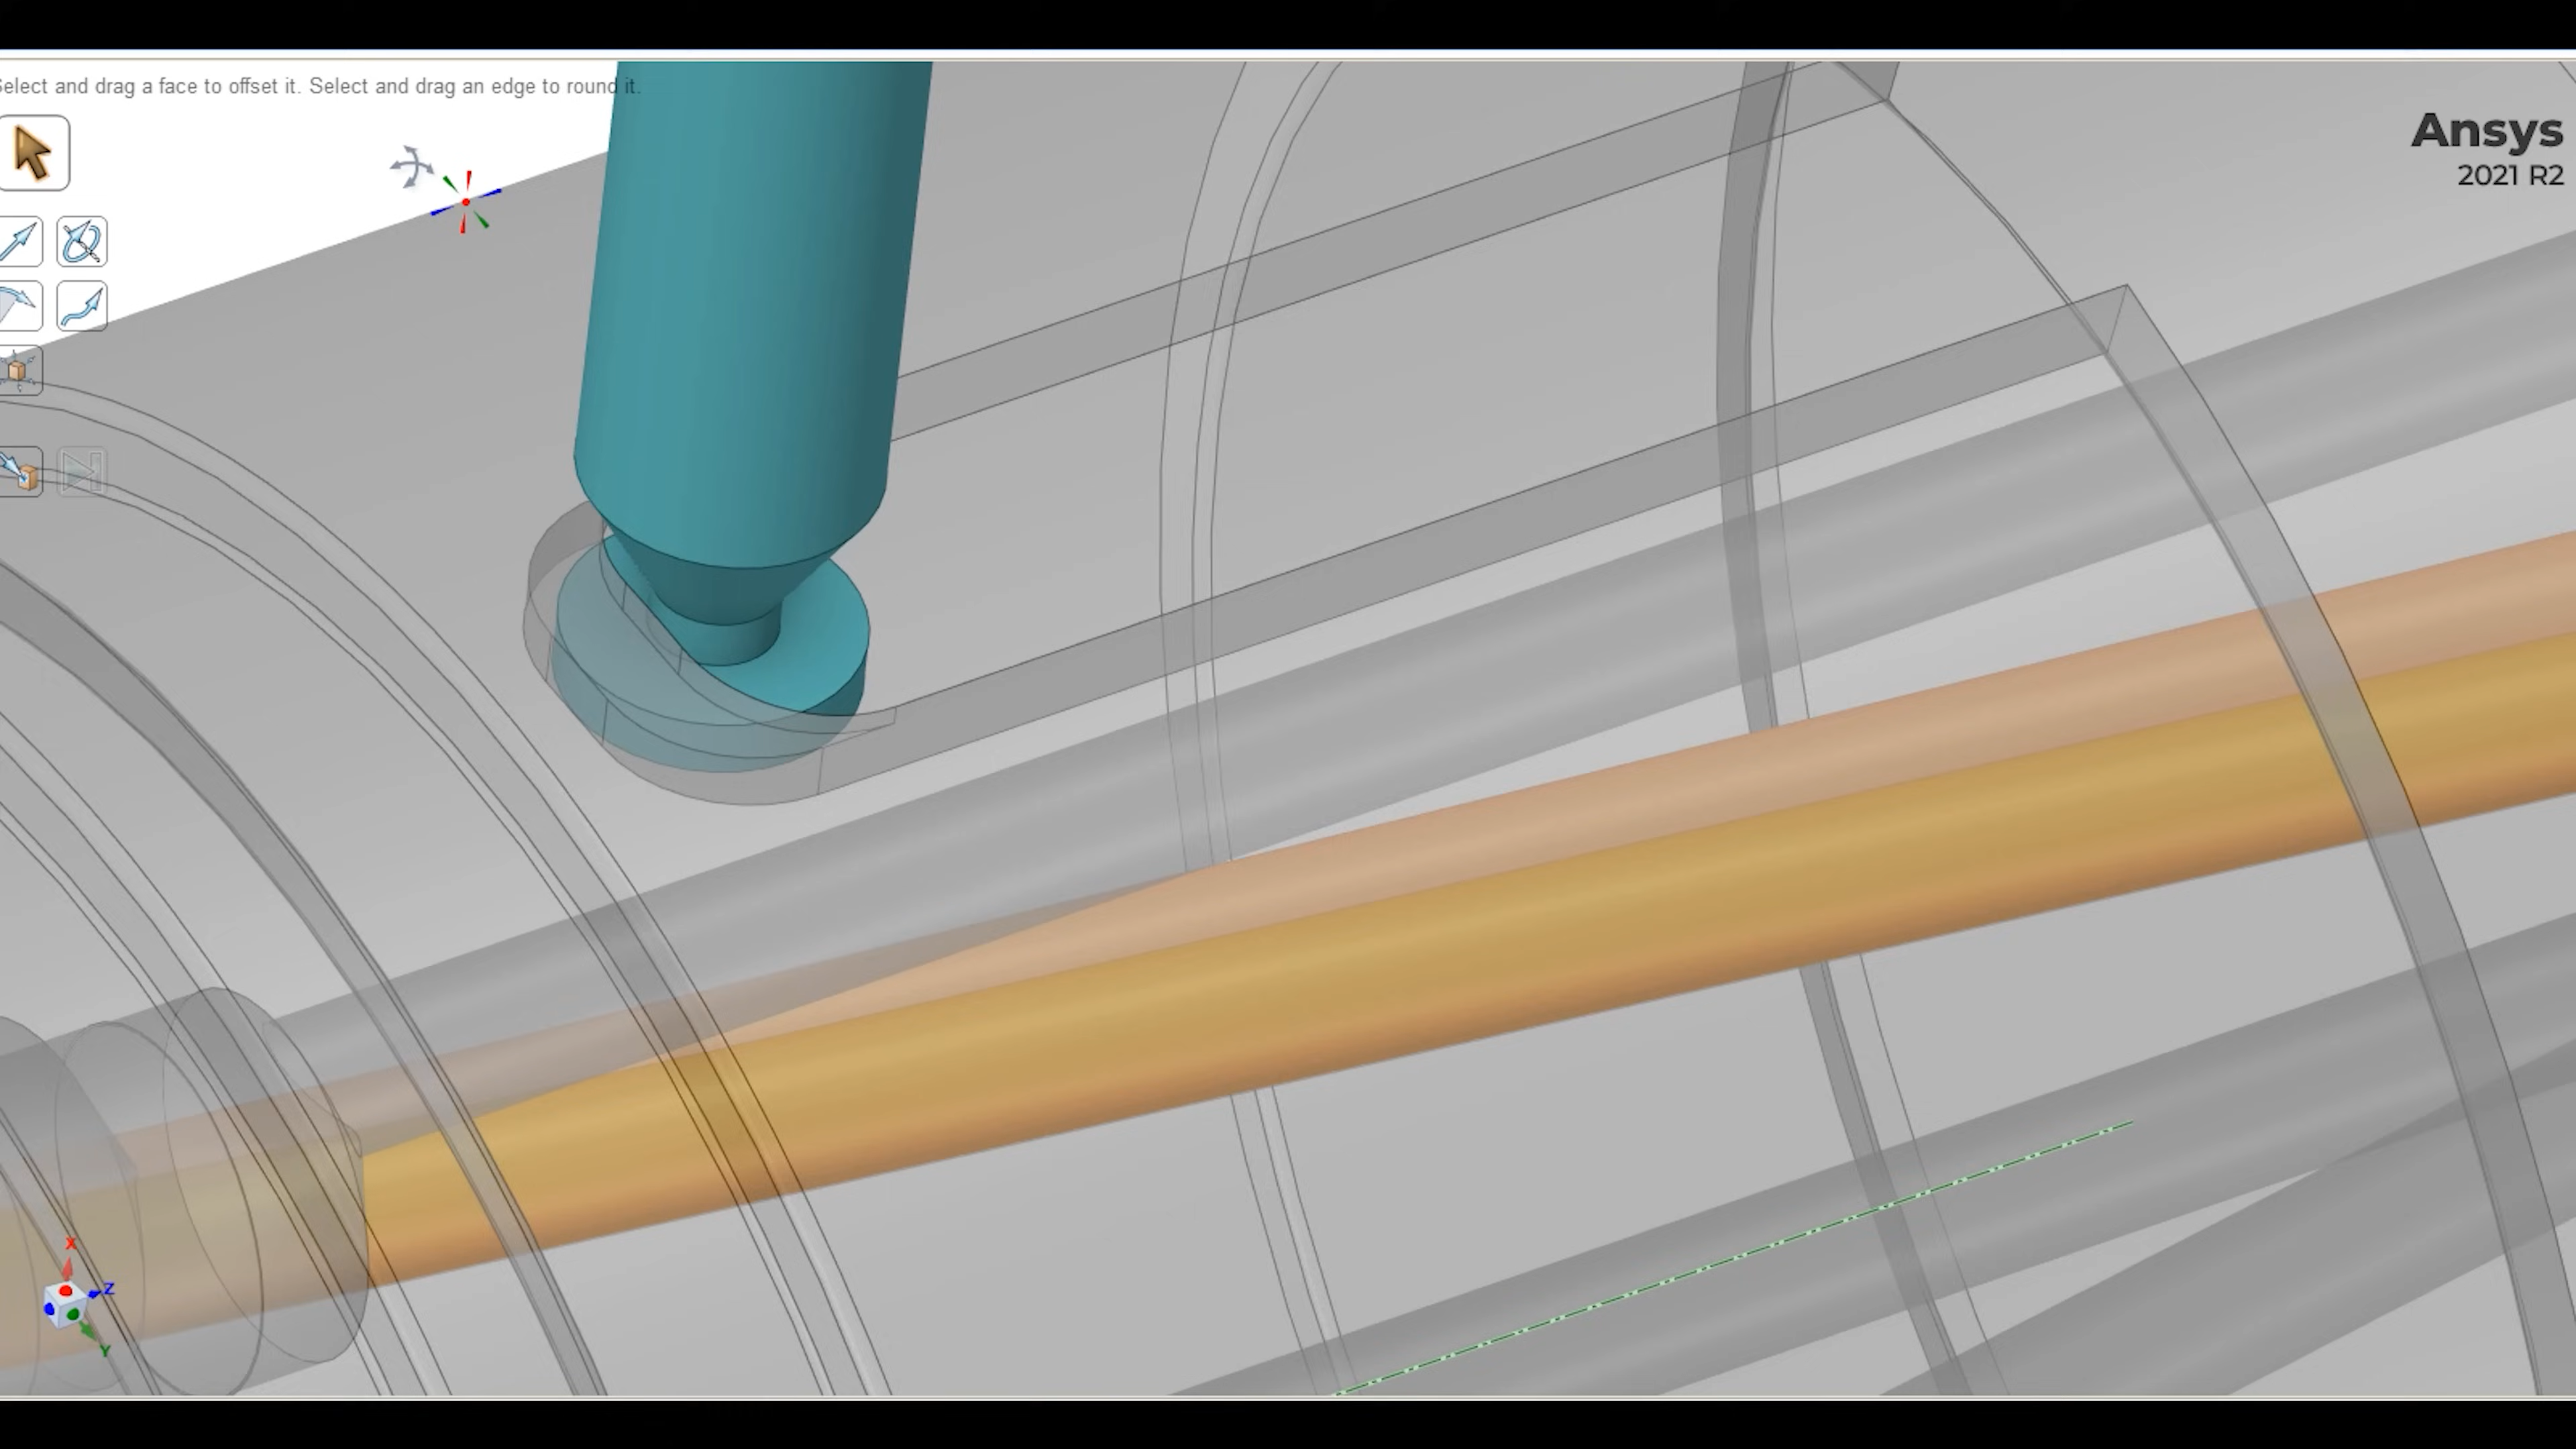 Select and drag a face to offset it. Select and drag an edge to round it.
Ansys
2021 R2
X
Z
Y